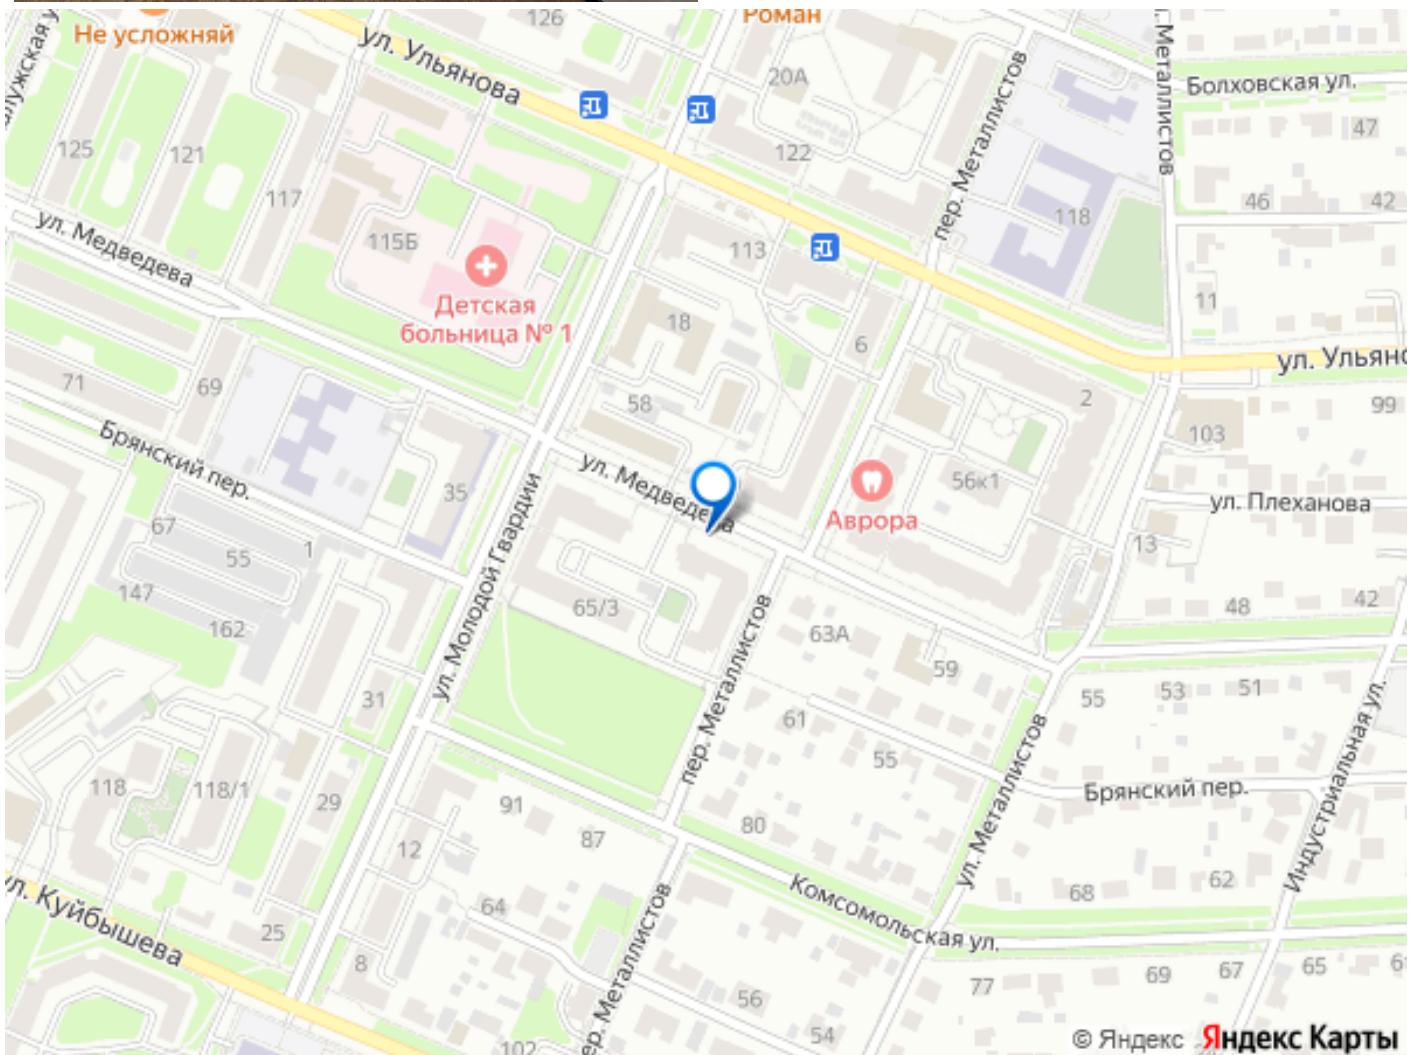 126
Роман
Не усложняй
ул. Ульянова
20А
пер. Металлистов
Металлистов
Болховская ул.
47
125
121
122
117
46
42
118
ул. Медведева
115Б
113
Детская
больница № 1
11
18
6
71
69
58
2
99
103
Брянский пер.
35
ул. Медведева
56к1
Аврора
ул. Плеханова
67
55
1
13
147
ул. Молодой Гвардии
65/3
48
42
162
63А
пер. Металлистов
59
31
55
53
51
61
55
ул. Металлистов
Индустриальная ул.
118
118/1
29
91
87
80
Брянский пер.
12
68
62
ул. Куйбышева
64
Комсомольская ул.
25
8
пер. Металлистов
56
54
77
69
67
65
102
© Яндекс Яндекс Карты